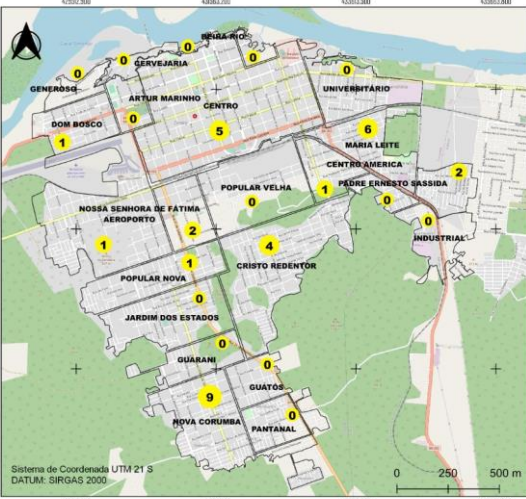 BEIRA RIO
0
0
0
CERVEJARIA
0
0
GENEROSO
ARTUR MARINHO
CENTRO
UNIVERSITÁRIO
DOM BOSCO
0
5
6
1
MARIA LEITE
CENTRO AMERICA
2
POPULAR VELHA
1
PADRE ERNESTO SASSIDA
0
0
NOSSA SENHORA DE FÁTIMA
AEROPORTO
0
2
INDUSTRIAL
1
4
1
CRISTO REDENTOR
POPULAR NOVA
0
JARDIM DOS ESTADOS
0
GUARANI
0
GUATÓS
9
0
NOVA CORUMBA
PANTANAL
Sistema de Coordenada UTM 21 S
DATUM: SIRGAS 2000
0 250 500 m